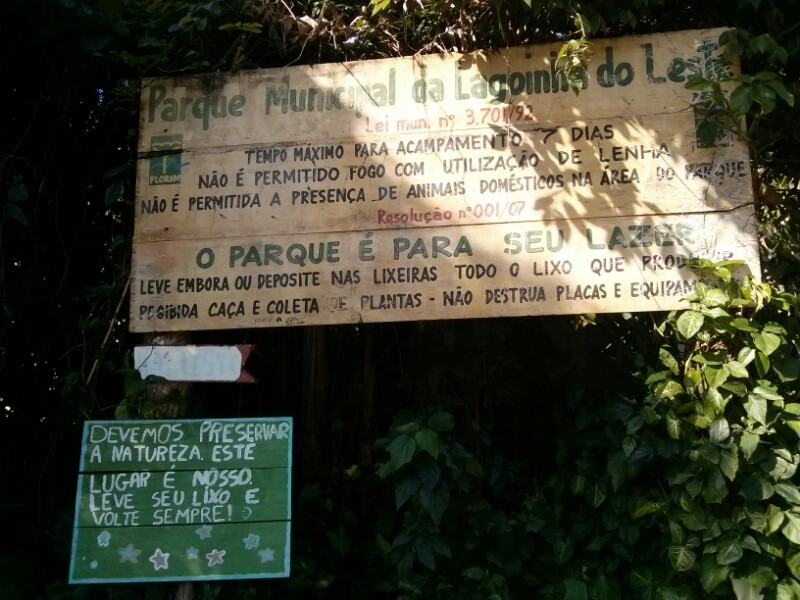 Parque Municipal da Lagoinha do Leste
Lei mun. nº 3.701/92
FLORAM
TEMPO MÁXIMO PARA ACAMPAMENTO 7 DIAS
NÃO É PERMITIDO FOGO COM UTILIZAÇÃO DE LENHA
NÃO É PERMITIDA A PRESENÇA DE ANIMAIS DOMÉSTICOS NA ÁREA DO PARQUE
Resolução nº 001/07
O PARQUE É PARA SEU LAZER
LEVE EMBORA OU DEPOSITE NAS LIXEIRAS TODO O LIXO QUE
PROIBIDA CAÇA E COLETA DE PLANTAS - NÃO DESTRUA PLACAS E
DEVEMOS PRESERVAR
A NATUREZA. ESTE
LUGAR É NOSSO.
LEVE SEU LIXO E
VOLTE SEMPRE!